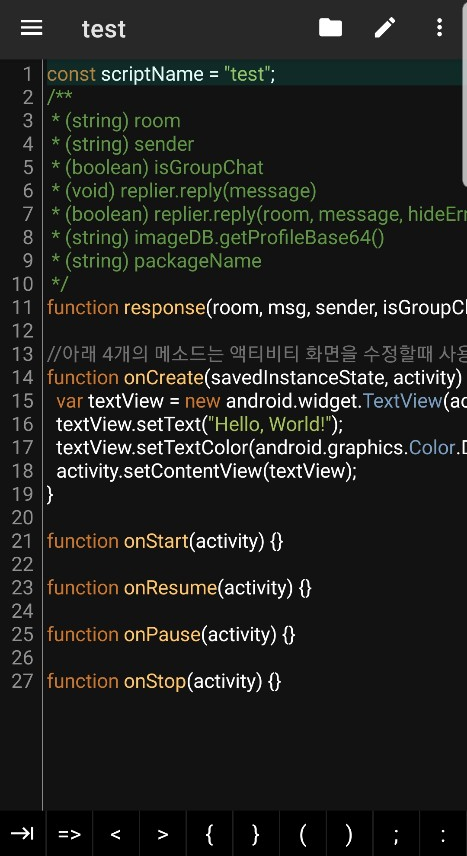 test
1 const scriptName = "test";
2 /**
3 * (string) room
4 * (string) sender
5 * (boolean) isGroupChat
6 * (void) replier.reply(message)
7 * (boolean) replier.reply(room, message, hideErr
8 * (string) imageDB.getProfileBase64()
9 * (string) packageName
10 */
11 function response(room, msg, sender, isGroupCh
12
13 //아래 4개의 메소드는 액티비티 화면을 수정할때 사용
14 function onCreate(savedInstanceState, activity)
15 var textView = new android.widget.TextView(ac
16 textView.setText("Hello, World!");
17 textView.setTextColor(android.graphics.Color.D
18 activity.setContentView(textView);
19 }
20
21 function onStart(activity) {}
22
23 function onResume(activity) {}
24
25 function onPause(activity) {}
26
27 function onStop(activity) {}
=> < > { } ( ) ; :